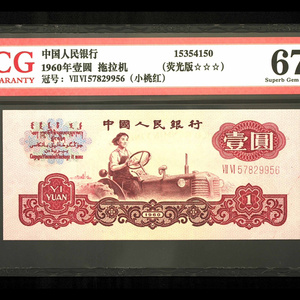 CG
ARANTY
中国人民银行
15354150
67
1960年壹圆 拖拉机
(荧光版☆☆☆)
Superb Gem
冠号: VII VI 57829956 (小桃红)
中國人民銀行
壹圓
VII VI 57829956
YI
YUAN
1960
1